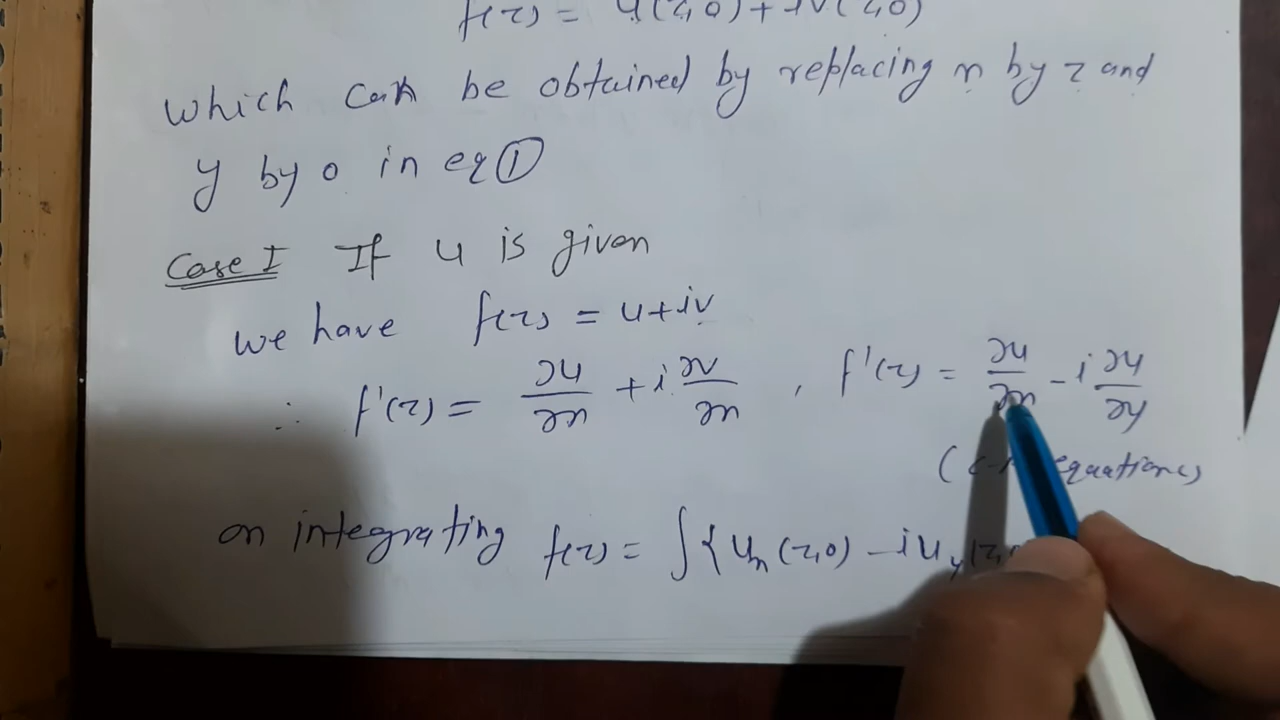 f(z) = u(z,0) + iv(z,0)
which can be obtained by replacing x by z and
y by 0 in eq ①
Case I If u is given
we have f(z) = u+iv
∴ f'(z) = ∂u/∂x + i ∂v/∂x , f'(z) = ∂u/∂x - i ∂u/∂y
( equations)
on integrating f(z) = ∫{ux(z,0) - iuy(z,